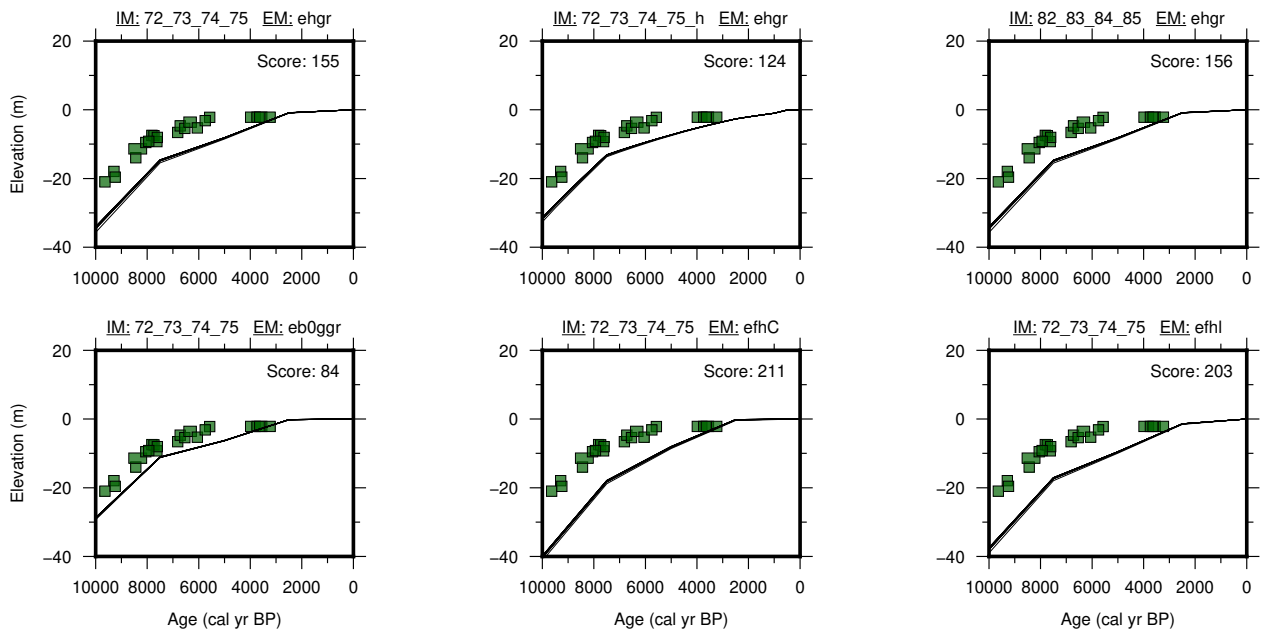 IM: 72_73_74_75 EM: ehgr
IM: 72_73_74_75_h EM: ehgr
IM: 82_83_84_85 EM: ehgr
20
0
−20
−40
Elevation (m)
Score: 155
Score: 124
Score: 156
10000 8000 6000 4000 2000 0
10000 8000 6000 4000 2000 0
10000 8000 6000 4000 2000 0
IM: 72_73_74_75 EM: eb0ggr
IM: 72_73_74_75 EM: efhC
IM: 72_73_74_75 EM: efhI
20
0
−20
−40
Elevation (m)
Score: 84
Score: 211
Score: 203
10000 8000 6000 4000 2000 0
10000 8000 6000 4000 2000 0
10000 8000 6000 4000 2000 0
Age (cal yr BP)
Age (cal yr BP)
Age (cal yr BP)
20
0
−20
−40
20
0
−20
−40
20
0
−20
−40
20
0
−20
−40